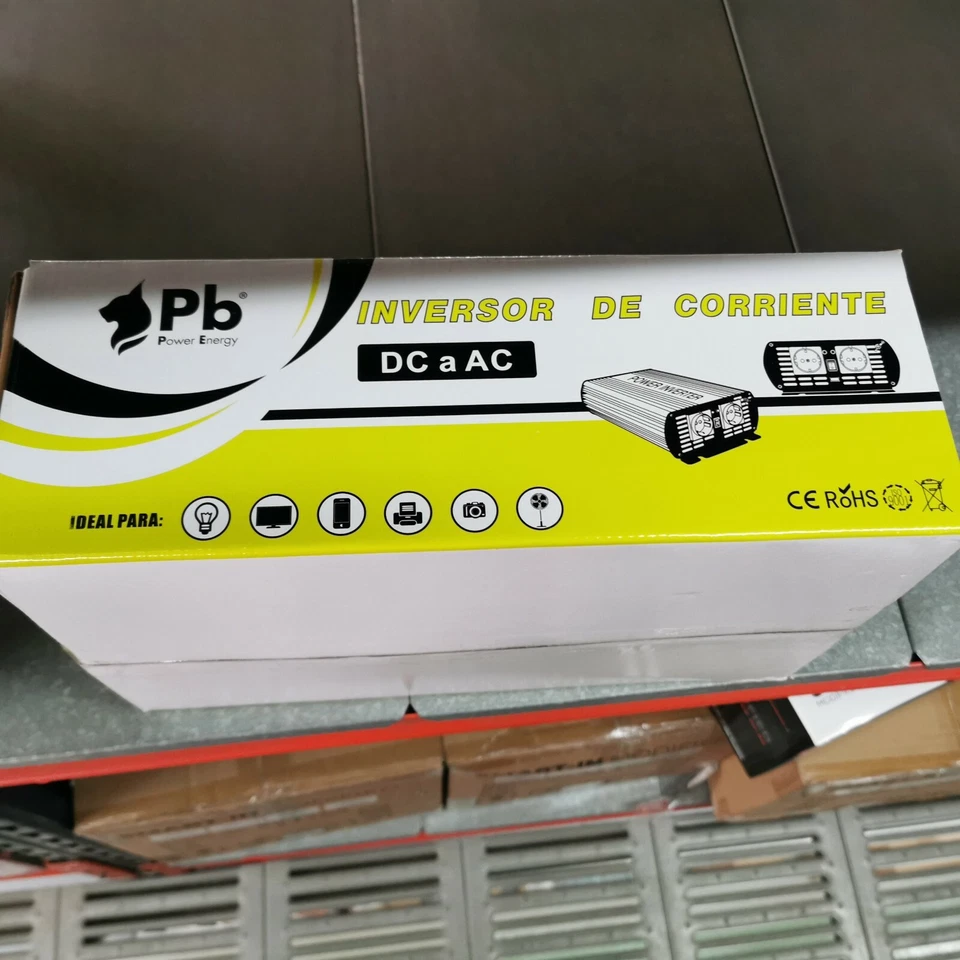 Pb®
Power Energy
INVERSOR DE CORRIENTE
DC a AC
POWER INVERTER
IDEAL PARA:
CE RoHS